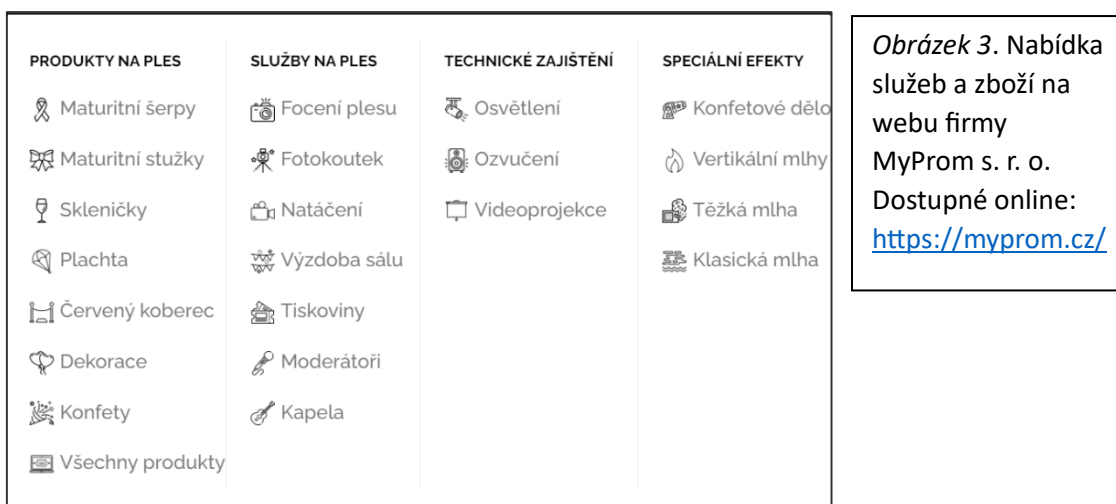 PRODUKTY NA PLES
Maturitní šerpy
Maturitní stužky
Skleničky
Plachta
Červený koberec
Dekorace
Konfety
Všechny produkty
SLUŽBY NA PLES
Focení plesu
Fotokoutek
Natáčení
Výzdoba sálu
Tiskoviny
Moderátoři
Kapela
TECHNICKÉ ZAJIŠTĚNÍ
Osvětlení
Ozvučení
Videoprojekce
SPECIÁLNÍ EFEKTY
Konfetové dělo
Vertikální mlhy
Těžká mlha
Klasická mlha
Obrázek 3. Nabídka
služeb a zboží na
webu firmy
MyProm s. r. o.
Dostupné online:
https://myprom.cz/